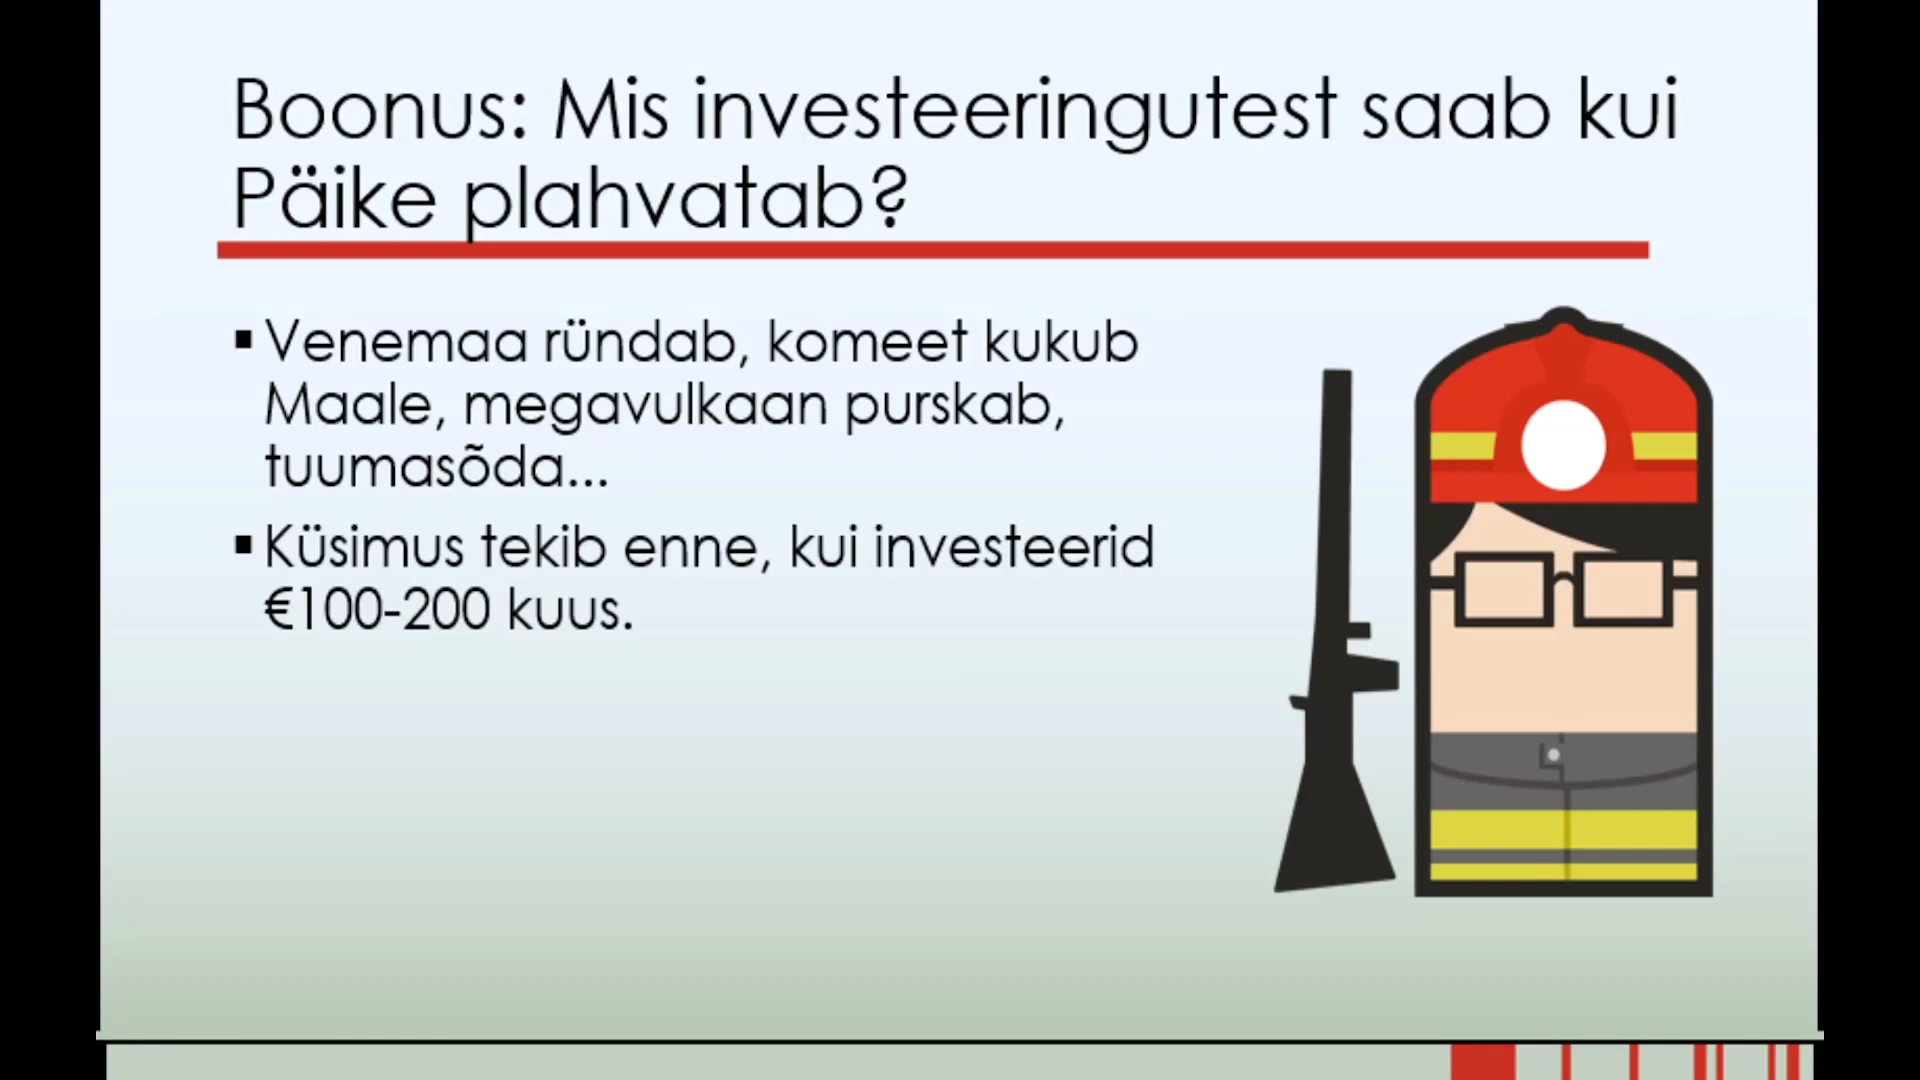 Boonus: Mis investeeringutest saab kui
Päike plahvatab?
▪ Venemaa ründab, komeet kukub
Maale, megavulkaan purskab,
tuumasõda...
▪ Küsimus tekib enne, kui investeerid
€100-200 kuus.